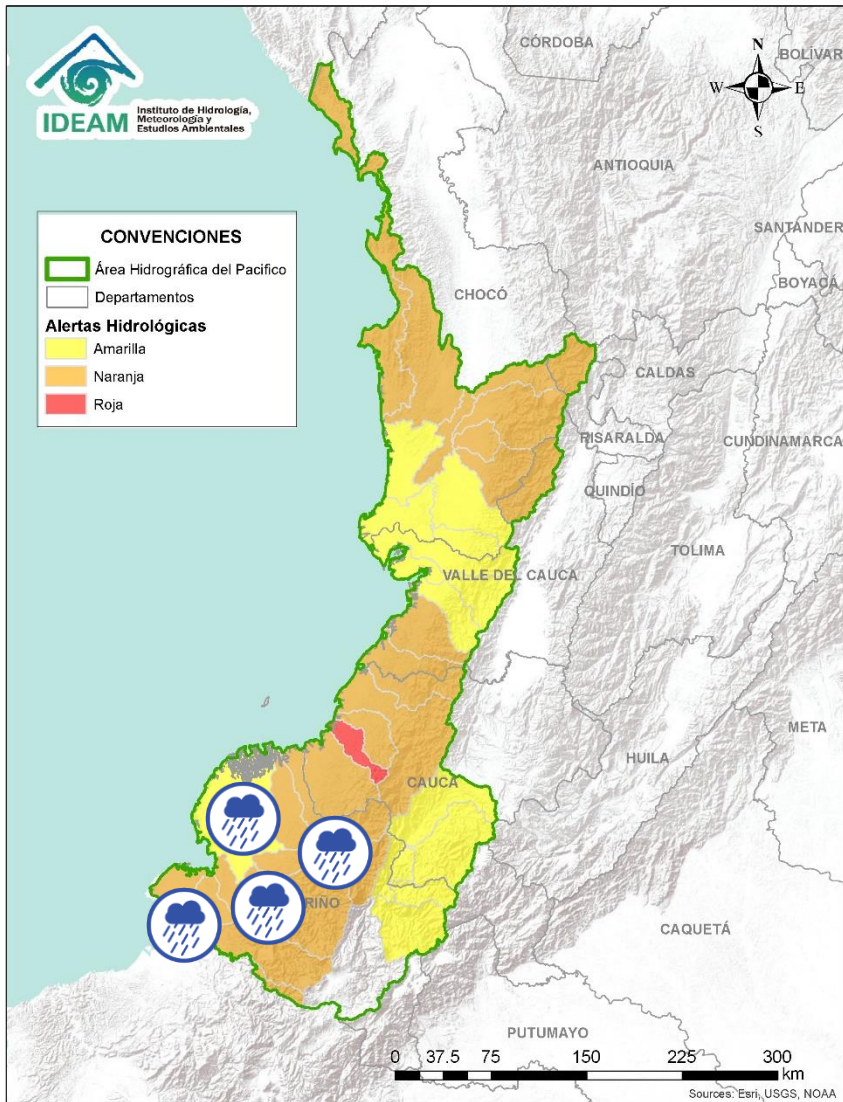 IDEAM
Instituto de Hidrología,
Meteorología y
Estudios Ambientales
CÓRDOBA
BOLÍVAR
N
W
E
S
ANTIOQUIA
SANTANDER
BOYACÁ
CONVENCIONES
Área Hidrográfica del Pacifico
Departamentos
Alertas Hidrológicas
Amarilla
Naranja
Roja
CHOCÓ
CALDAS
RISARALDA
CUNDINAMARCA
QUINDÍO
TOLIMA
VALLE DEL CAUCA
META
HUILA
CAUCA
RIÑO
CAQUETÁ
PUTUMAYO
0 37.5 75 150 225 300
km
Sources: Esri, USGS, NOAA